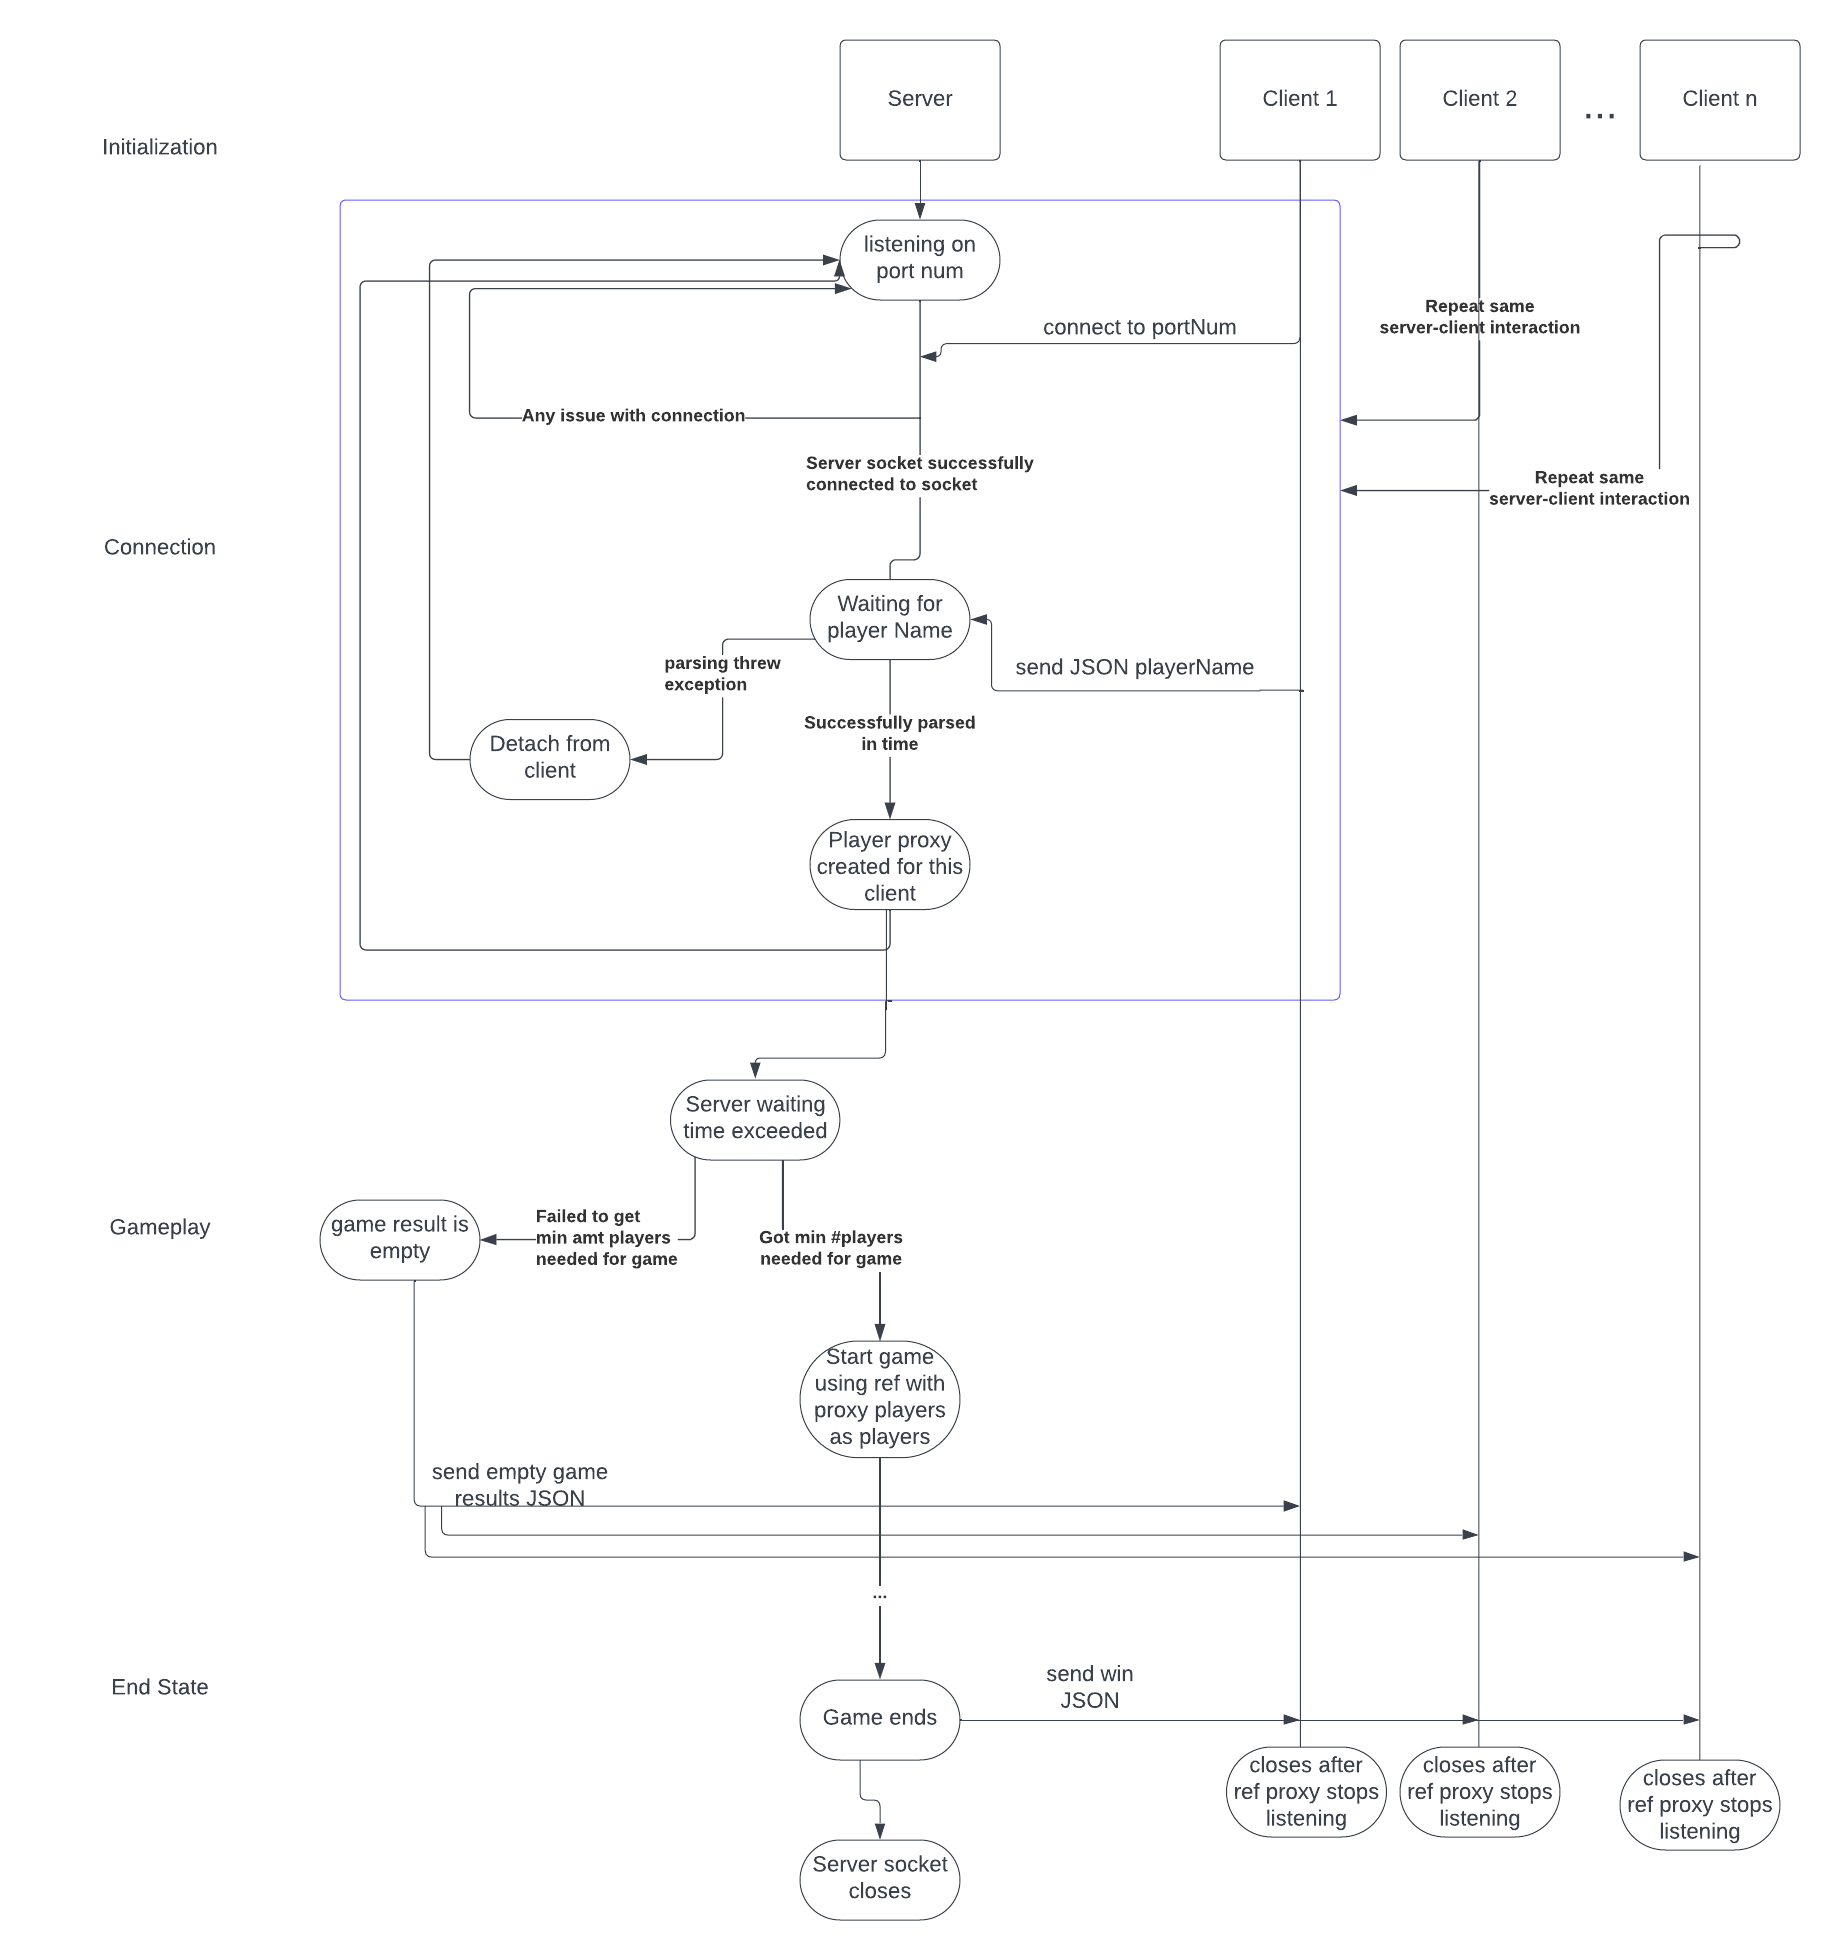 Server
Client 1
Client 2
...
Client n
Initialization
listening on
port num
Repeat same
server-client interaction
connect to portNum
Any issue with connection
Server socket successfully
connected to socket
Repeat same
server-client interaction
Connection
Waiting for
player Name
parsing threw
exception
send JSON playerName
Successfully parsed
in time
Detach from
client
Player proxy
created for this
client
Server waiting
time exceeded
Gameplay
game result is
empty
Failed to get
min amt players
needed for game
Got min #players
needed for game
Start game
using ref with
proxy players
as players
send empty game
results JSON
...
End State
Game ends
send win
JSON
closes after
ref proxy stops
listening
closes after
ref proxy stops
listening
closes after
ref proxy stops
listening
Server socket
closes